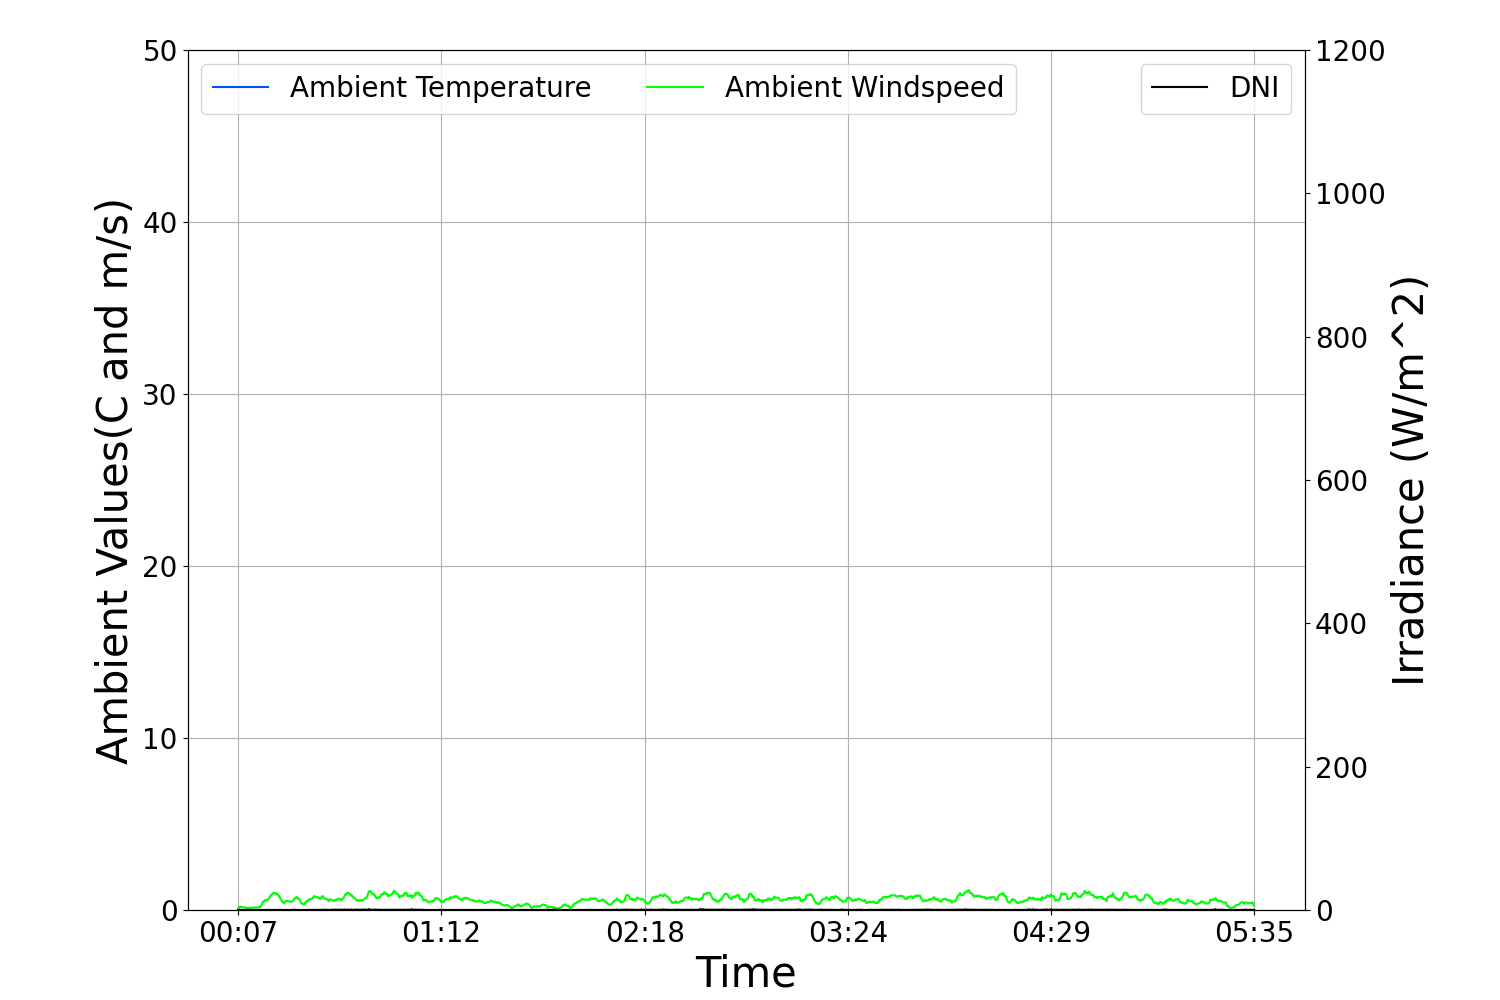 Ambient Temperature Ambient Windspeed DNI
50
40
30
20
10
0
Ambient Values(C and m/s)
1200
1000
800
600
400
200
0
Irradiance (W/m^2)
00:07 01:12 02:18 03:24 04:29 05:35
Time